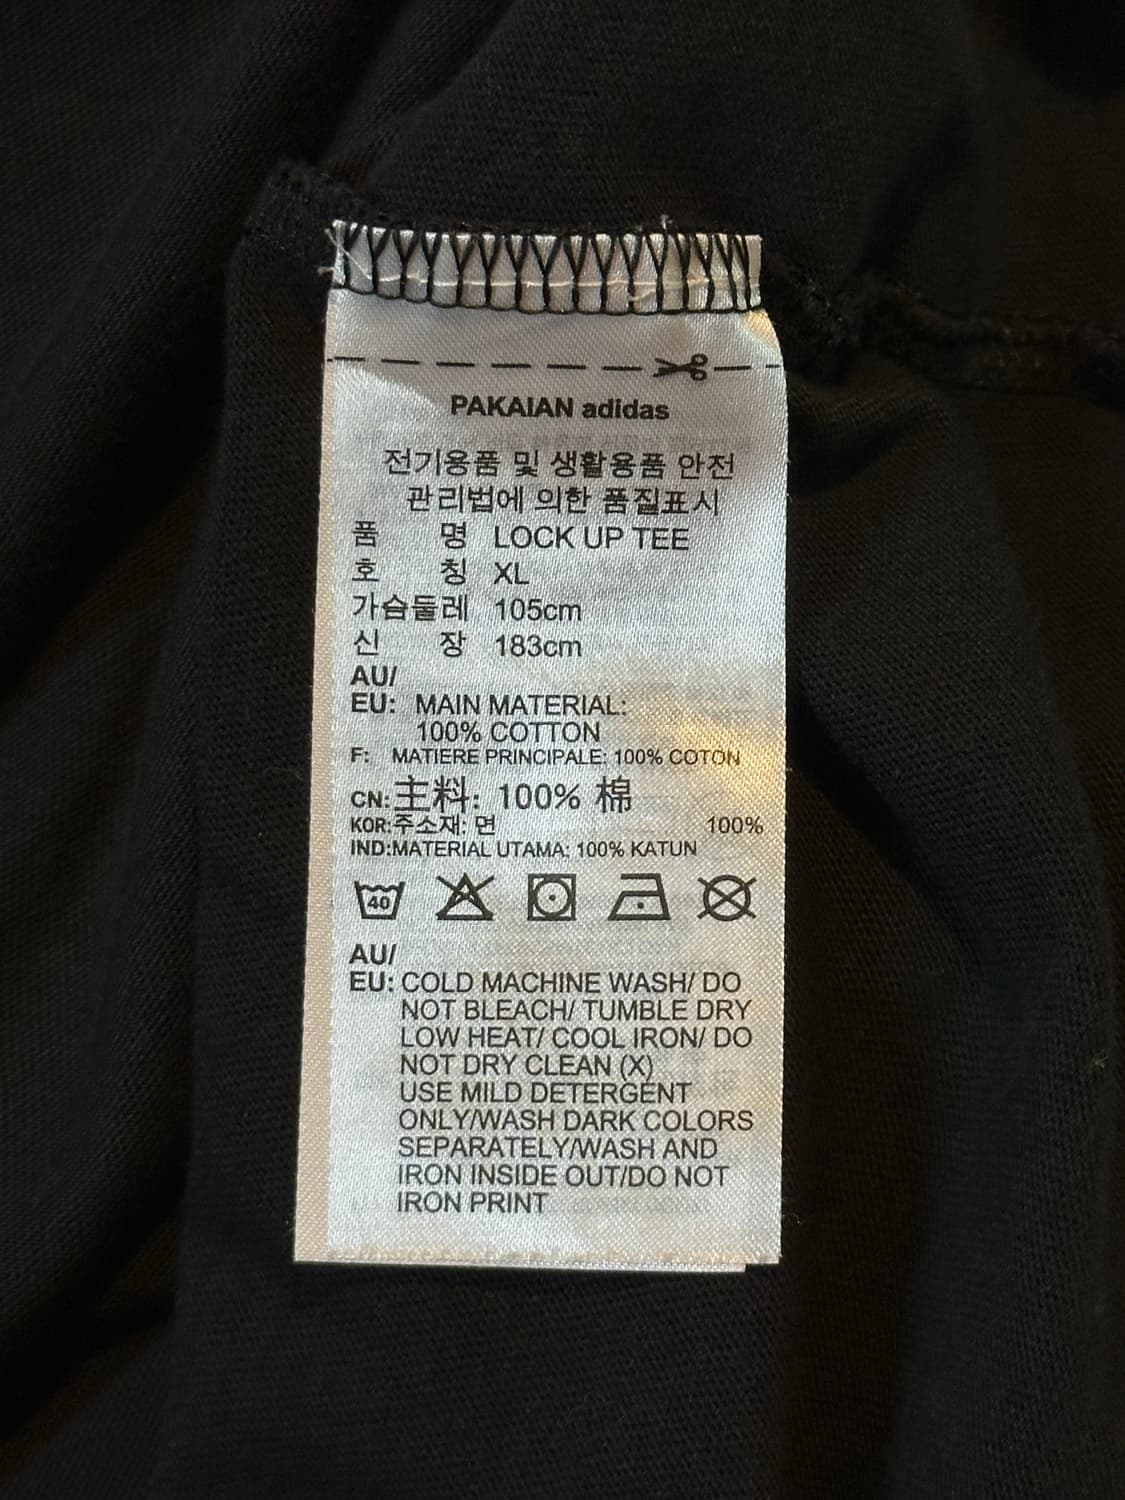 PAKAIAN adidas
전기용품 및 생활용품 안전
관리법에 의한 품질표시
품 명 LOCK UP TEE
호 칭 XL
가슴둘레 105cm
신 장 183cm
AU/
EU: MAIN MATERIAL:
100% COTTON
F: MATIERE PRINCIPALE: 100% COTON
CN: 主料: 100% 棉
KOR:주소재: 면 100%
IND:MATERIAL UTAMA: 100% KATUN
40
AU/
EU: COLD MACHINE WASH/ DO
NOT BLEACH/ TUMBLE DRY
LOW HEAT/ COOL IRON/ DO
NOT DRY CLEAN (X)
USE MILD DETERGENT
ONLY/WASH DARK COLORS
SEPARATELY/WASH AND
IRON INSIDE OUT/DO NOT
IRON PRINT